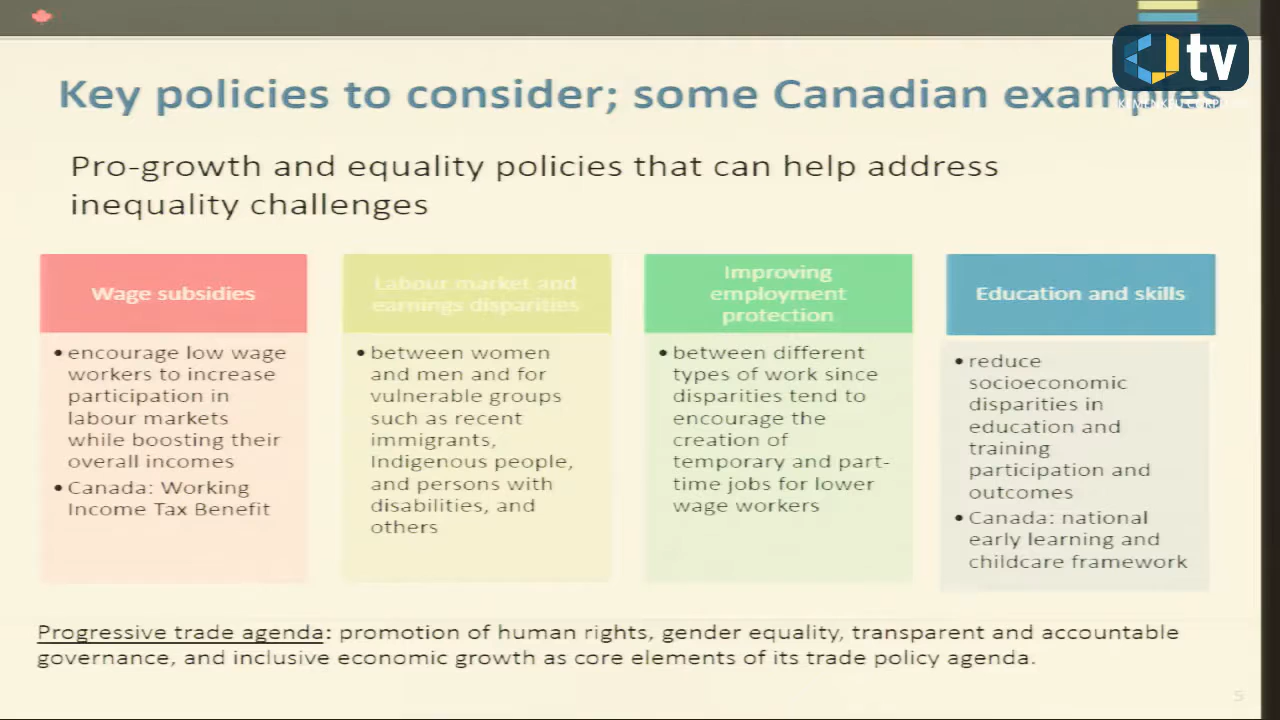 tv
KEMENKEU CORPU
Key policies to consider; some Canadian examples
Pro-growth and equality policies that can help address
inequality challenges
Wage subsidies
• encourage low wage
workers to increase
participation in
labour markets
while boosting their
overall incomes
• Canada: Working
Income Tax Benefit
Labour market and
earnings disparities
• between women
and men and for
vulnerable groups
such as recent
immigrants,
Indigenous people,
and persons with
disabilities, and
others
Improving
employment
protection
• between different
types of work since
disparities tend to
encourage the
creation of
temporary and part-
time jobs for lower
wage workers
Education and skills
• reduce
socioeconomic
disparities in
education and
training
participation and
outcomes
• Canada: national
early learning and
childcare framework
Progressive trade agenda: promotion of human rights, gender equality, transparent and accountable
governance, and inclusive economic growth as core elements of its trade policy agenda.
5